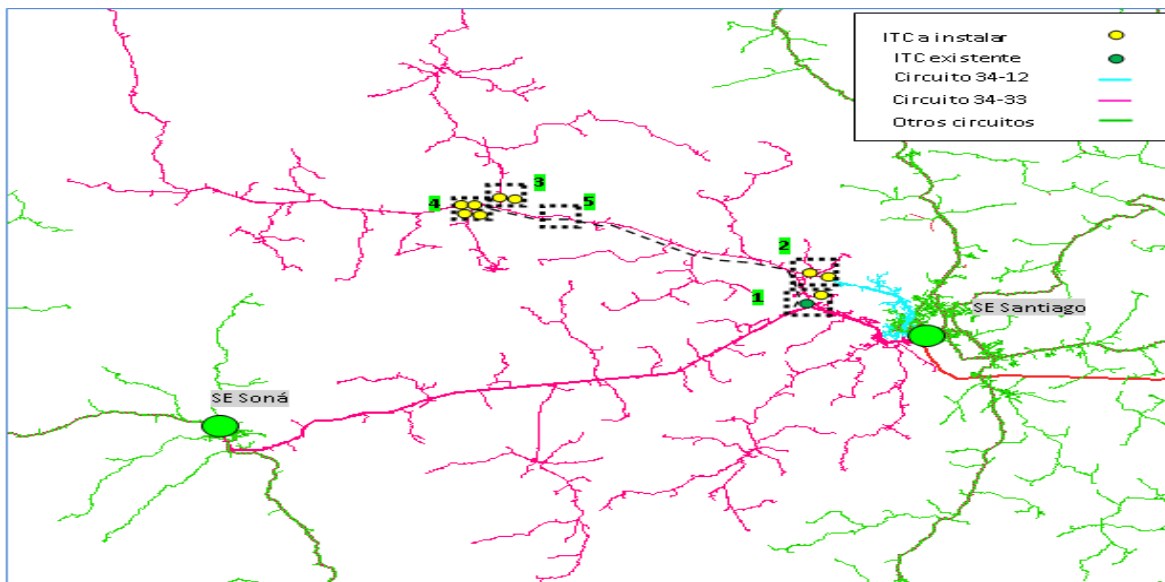 ITC a instalar
ITC existente
Circuito 34-12
Circuito 34-33
Otros circuitos
3
4
5
2
1
SE Santiago
SE Soná